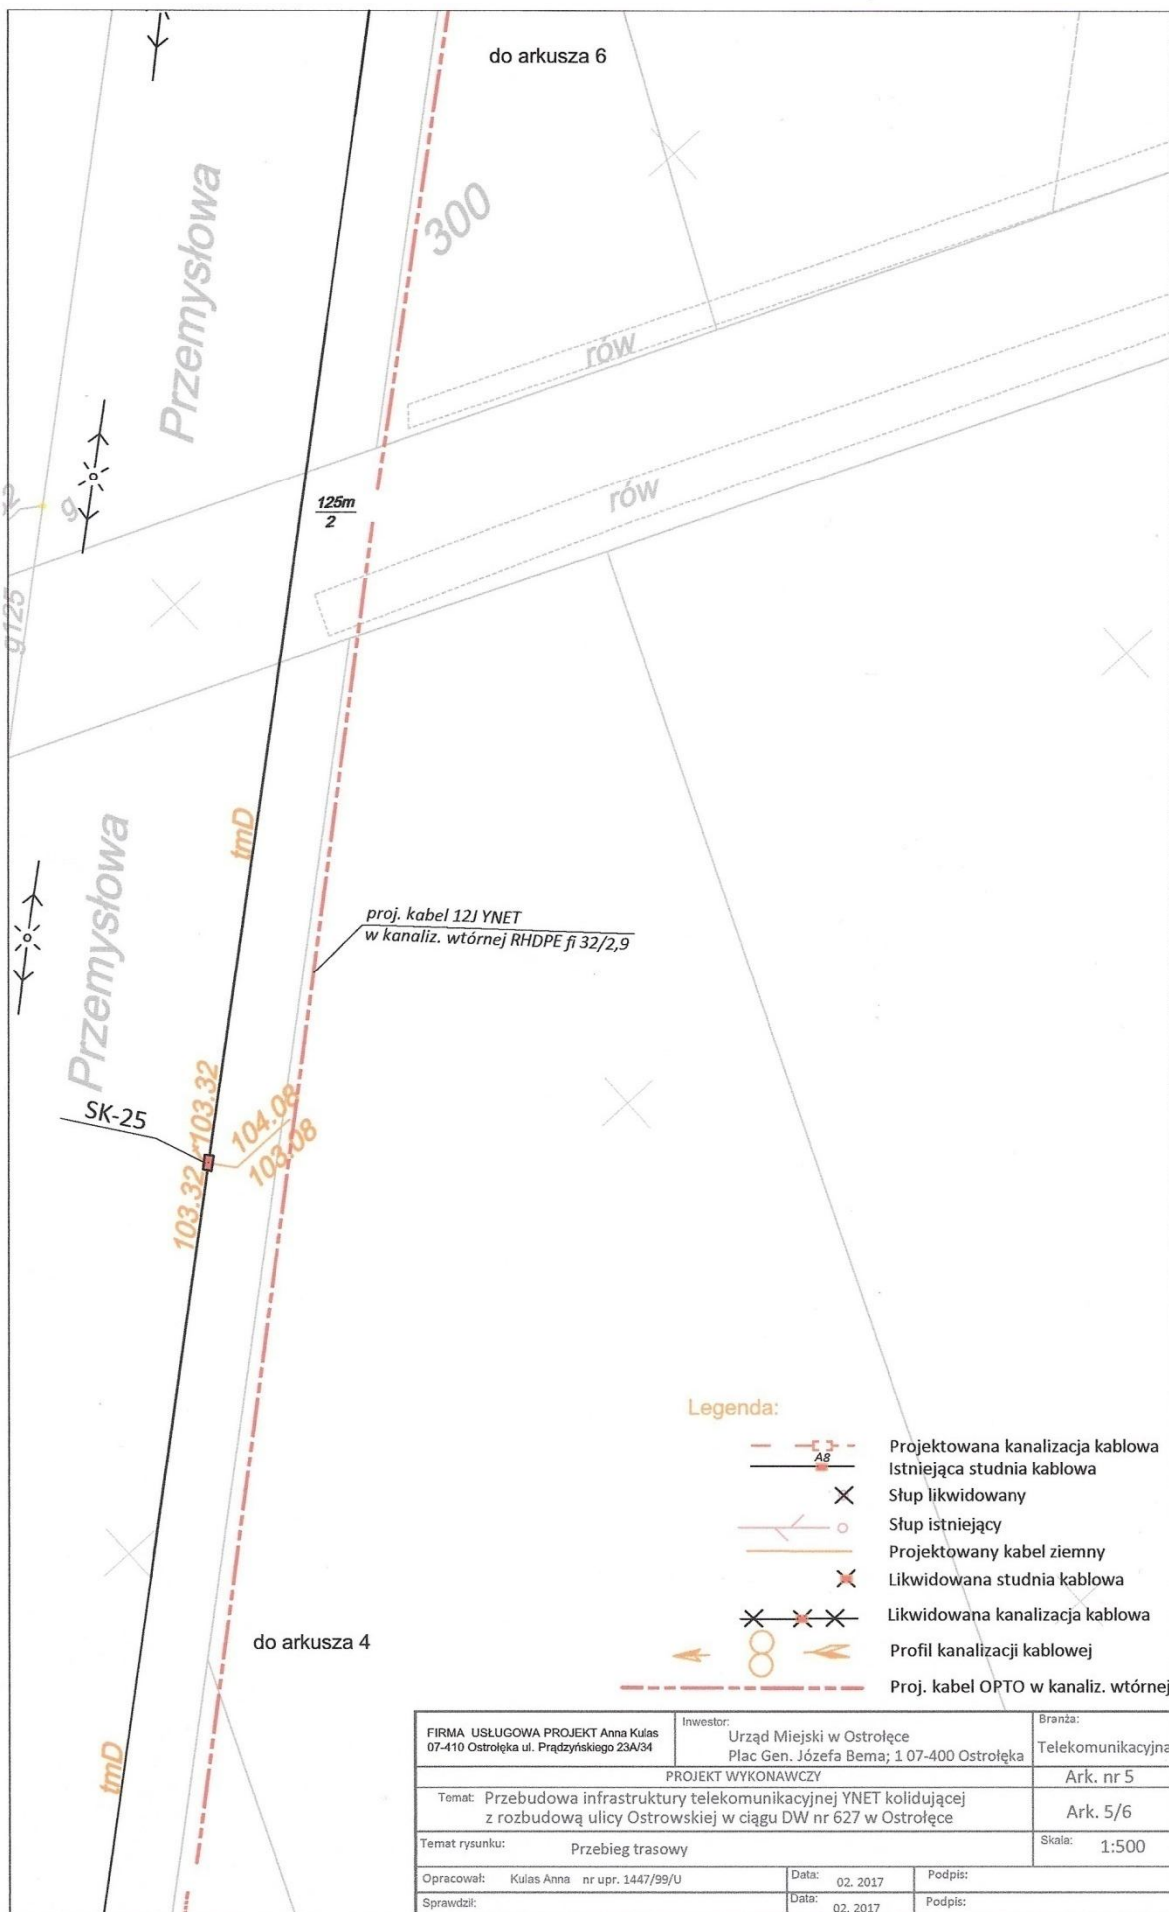 do arkusza 6
Przemysłowa
300
rów
rów
125m
2
g
g125
tmD
Przemysłowa
proj. kabel 12J YNET
w kanaliz. wtórnej RHDPE fi 32/2,9
SK-25
103.32
r103.32
104.08
103.08
do arkusza 4
tmD
Legenda:
Projektowana kanalizacja kablowa
A8
Istniejąca studnia kablowa
Słup likwidowany
Słup istniejący
Projektowany kabel ziemny
Likwidowana studnia kablowa
Likwidowana kanalizacja kablowa
Profil kanalizacji kablowej
Proj. kabel OPTO w kanaliz. wtórnej
FIRMA USŁUGOWA PROJEKT Anna Kulas
07-410 Ostrołęka ul. Prądzyńskiego 23A/34
Inwestor:
Urząd Miejski w Ostrołęce
Plac Gen. Józefa Bema; 1 07-400 Ostrołęka
Branża:
Telekomunikacyjna
PROJEKT WYKONAWCZY
Ark. nr 5
Temat: Przebudowa infrastruktury telekomunikacyjnej YNET kolidującej
z rozbudową ulicy Ostrowskiej w ciągu DW nr 627 w Ostrołęce
Ark. 5/6
Temat rysunku: Przebieg trasowy
Skala: 1:500
Opracował: Kulas Anna nr upr. 1447/99/U
Data: 02. 2017
Podpis:
Sprawdził:
Data: 02. 2017
Podpis: